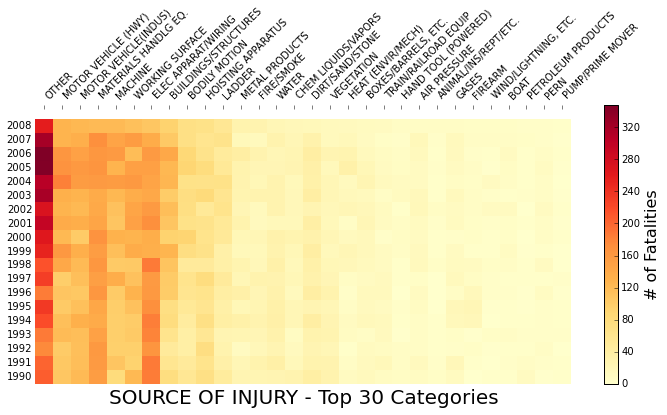 OTHER
MOTOR VEHICLE (HWY)
MOTOR VEHICLE(INDUS)
MATERIALS HANDLG EQ.
MACHINE
WORKING SURFACE
ELEC APPARAT/WIRING
BUILDINGS/STRUCTURES
BODILY MOTION
HOISTING APPARATUS
LADDER
METAL PRODUCTS
FIRE/SMOKE
WATER
CHEM LIQUIDS/VAPORS
DIRT/SAND/STONE
VEGETATION
HEAT (ENVIR/MECH)
BOXES/BARRELS, ETC.
TRAIN/RAILROAD EQUIP
HAND TOOL (POWERED)
AIR PRESSURE
ANIMAL/INS/REPT/ETC.
GASES
FIREARM
WIND/LIGHTNING, ETC.
BOAT
PETROLEUM PRODUCTS
PERN
PUMP/PRIME MOVER
2008
2007
2006
2005
2004
2003
2002
2001
2000
1999
1998
1997
1996
1995
1994
1993
1992
1991
1990
320
280
240
200
160
120
80
40
0
# of Fatalities
SOURCE OF INJURY - Top 30 Categories